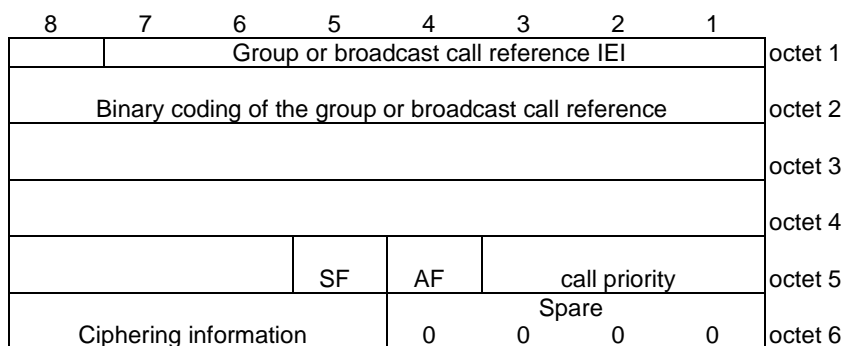 8 7 6 5 4 3 2 1
Group or broadcast call reference IEI octet 1
Binary coding of the group or broadcast call reference octet 2
octet 3
octet 4
SF AF call priority octet 5
Spare
Ciphering information 0 0 0 0 octet 6